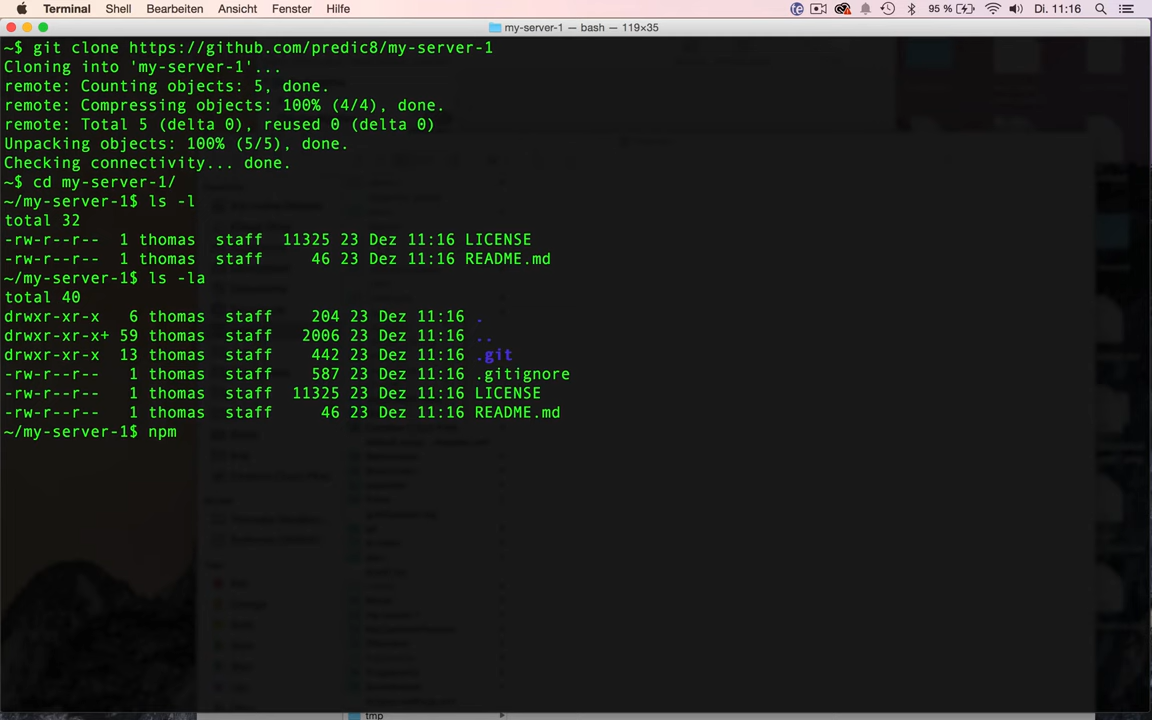 Terminal Shell Bearbeiten Ansicht Fenster Hilfe 95 % Di. 11:16
my-server-1 — bash — 119×35
~$ git clone https://github.com/predic8/my-server-1
Cloning into 'my-server-1'...
remote: Counting objects: 5, done.
remote: Compressing objects: 100% (4/4), done.
remote: Total 5 (delta 0), reused 0 (delta 0)
Unpacking objects: 100% (5/5), done.
Checking connectivity... done.
~$ cd my-server-1/
~/my-server-1$ ls -l
total 32
-rw-r--r--  1 thomas  staff  11325 23 Dez 11:16 LICENSE
-rw-r--r--  1 thomas  staff     46 23 Dez 11:16 README.md
~/my-server-1$ ls -la
total 40
drwxr-xr-x   6 thomas  staff    204 23 Dez 11:16 .
drwxr-xr-x+ 59 thomas  staff   2006 23 Dez 11:16 ..
drwxr-xr-x  13 thomas  staff    442 23 Dez 11:16 .git
-rw-r--r--   1 thomas  staff    587 23 Dez 11:16 .gitignore
-rw-r--r--   1 thomas  staff  11325 23 Dez 11:16 LICENSE
-rw-r--r--   1 thomas  staff     46 23 Dez 11:16 README.md
~/my-server-1$ npm
tmp